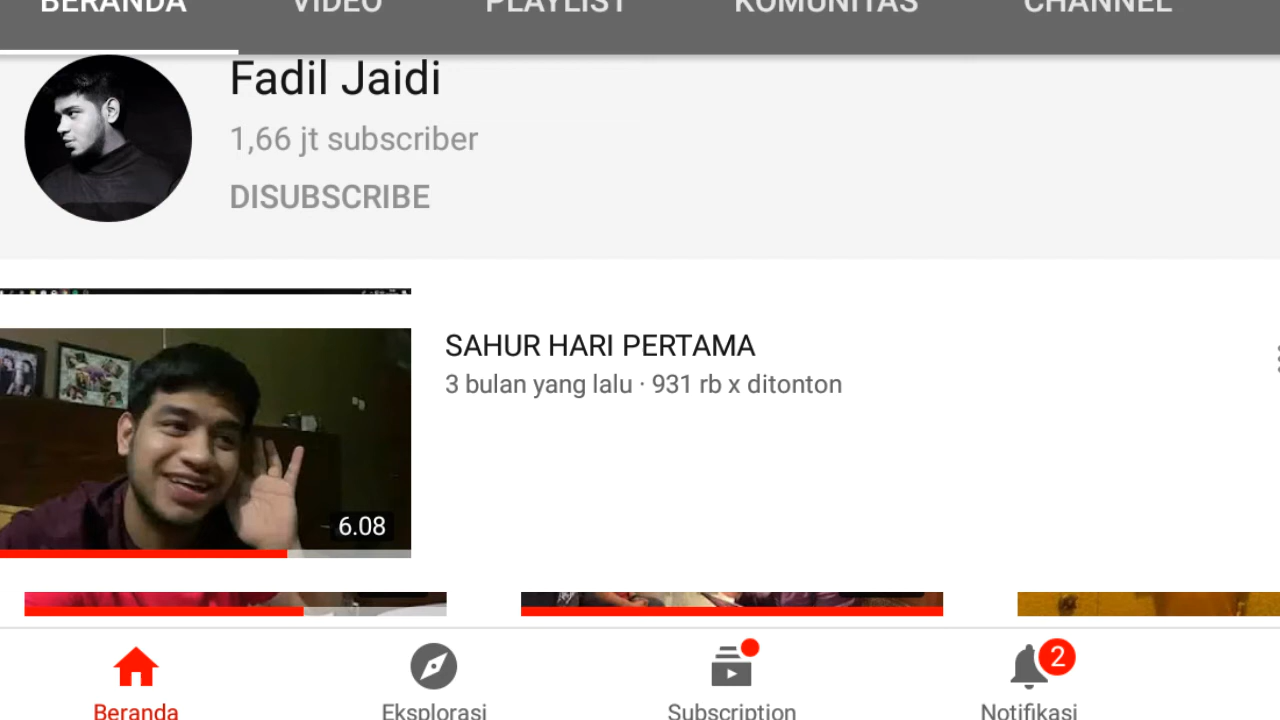 BERANDA VIDEO PLAYLIST KOMUNITAS CHANNEL
Fadil Jaidi
1,66 jt subscriber
DISUBSCRIBE
SAHUR HARI PERTAMA
3 bulan yang lalu · 931 rb x ditonton
6.08
2
Beranda Eksplorasi Subscription Notifikasi